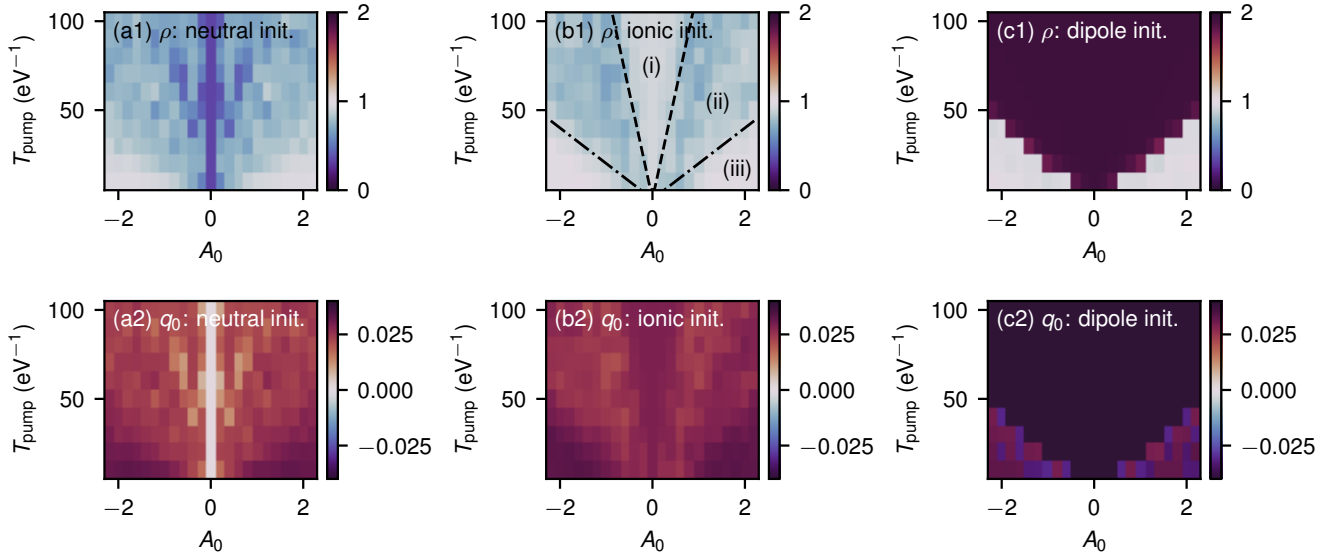 (a1) ρ: neutral init.
100
50
T_pump (eV⁻¹)
−2 0 2
A₀
2
1
0
(b1) ρ: ionic init.
(i)
(ii)
(iii)
100
50
T_pump (eV⁻¹)
−2 0 2
A₀
2
1
0
(c1) ρ: dipole init.
100
50
T_pump (eV⁻¹)
−2 0 2
A₀
2
1
0
(a2) q₀: neutral init.
100
50
T_pump (eV⁻¹)
−2 0 2
A₀
0.025
0.000
−0.025
(b2) q₀: ionic init.
100
50
T_pump (eV⁻¹)
−2 0 2
A₀
0.025
0.000
−0.025
(c2) q₀: dipole init.
100
50
T_pump (eV⁻¹)
−2 0 2
A₀
0.025
0.000
−0.025